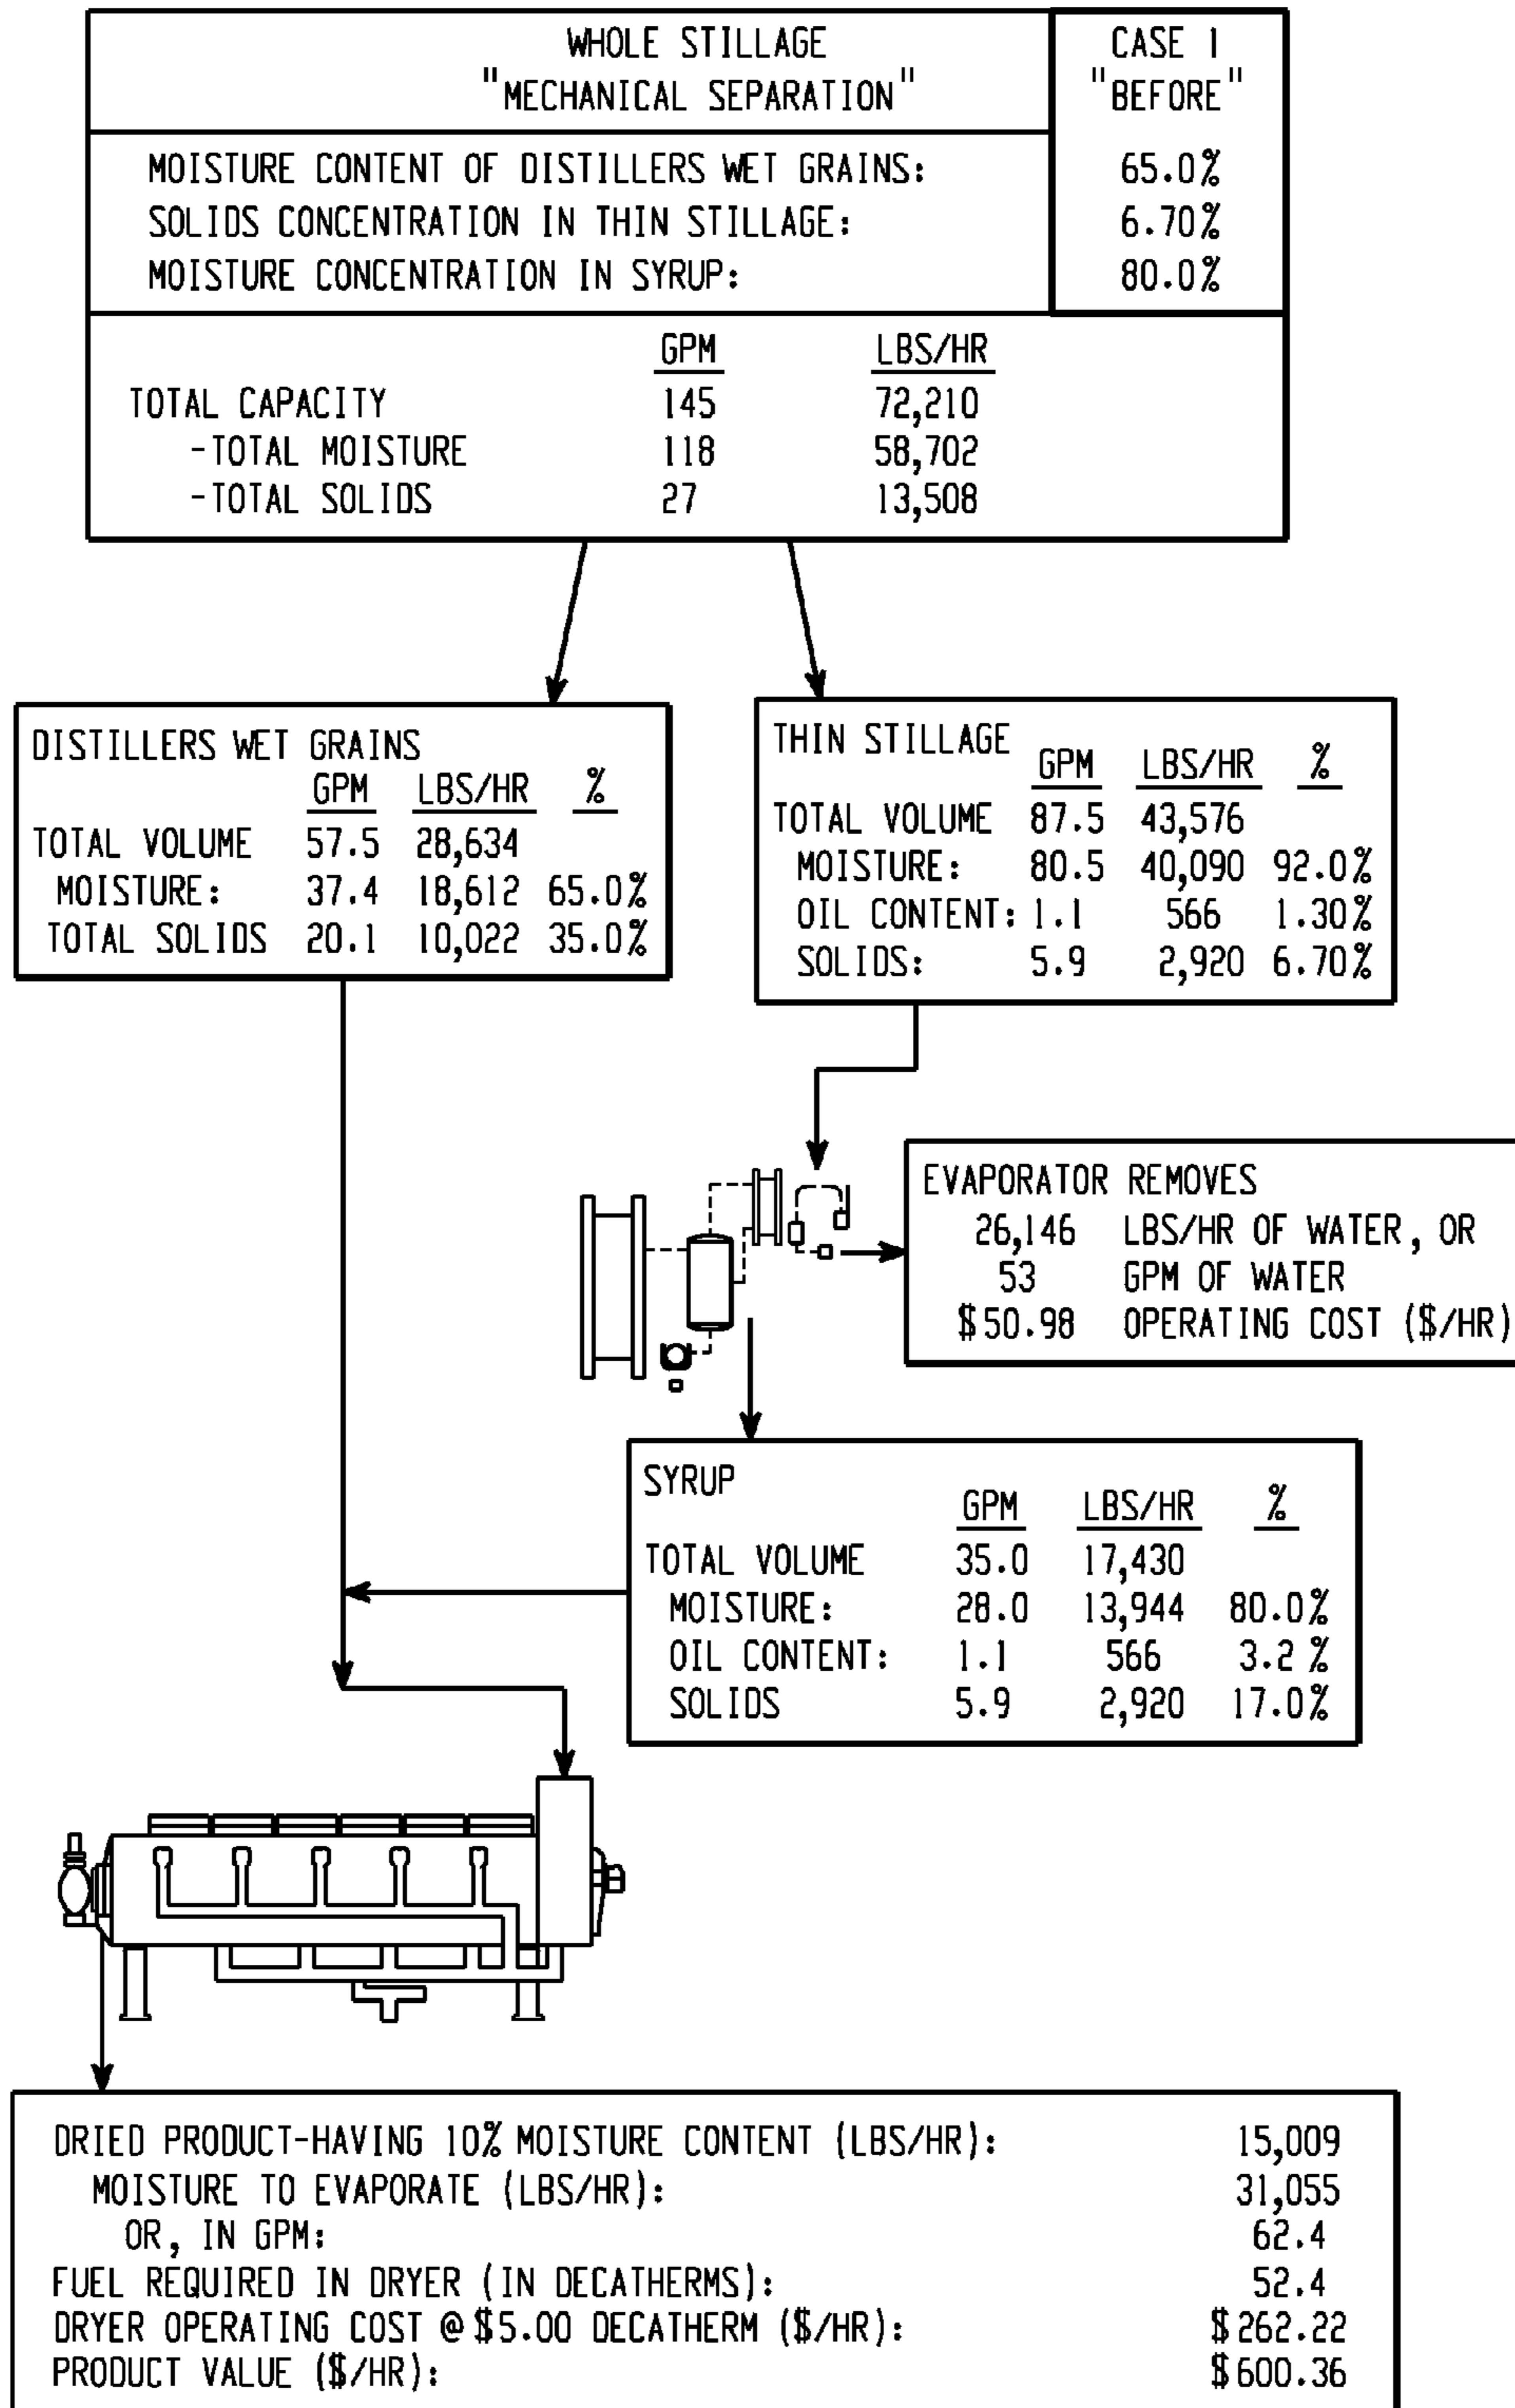 WHOLE STILLAGE
"MECHANICAL SEPARATION"
CASE 1
"BEFORE"
MOISTURE CONTENT OF DISTILLERS WET GRAINS: 65.0%
SOLIDS CONCENTRATION IN THIN STILLAGE: 6.70%
MOISTURE CONCENTRATION IN SYRUP: 80.0%
GPM LBS/HR
TOTAL CAPACITY 145 72,210
-TOTAL MOISTURE 118 58,702
-TOTAL SOLIDS 27 13,508
DISTILLERS WET GRAINS
GPM LBS/HR %
TOTAL VOLUME 57.5 28,634
MOISTURE: 37.4 18,612 65.0%
TOTAL SOLIDS 20.1 10,022 35.0%
THIN STILLAGE GPM LBS/HR %
TOTAL VOLUME 87.5 43,576
MOISTURE: 80.5 40,090 92.0%
OIL CONTENT: 1.1 566 1.30%
SOLIDS: 5.9 2,920 6.70%
EVAPORATOR REMOVES
26,146 LBS/HR OF WATER, OR
53 GPM OF WATER
$50.98 OPERATING COST ($/HR)
SYRUP
GPM LBS/HR %
TOTAL VOLUME 35.0 17,430
MOISTURE: 28.0 13,944 80.0%
OIL CONTENT: 1.1 566 3.2 %
SOLIDS 5.9 2,920 17.0%
DRIED PRODUCT-HAVING 10% MOISTURE CONTENT (LBS/HR): 15,009
MOISTURE TO EVAPORATE (LBS/HR): 31,055
OR, IN GPM: 62.4
FUEL REQUIRED IN DRYER (IN DECATHERMS): 52.4
DRYER OPERATING COST @ $5.00 DECATHERM ($/HR): $262.22
PRODUCT VALUE ($/HR): $600.36